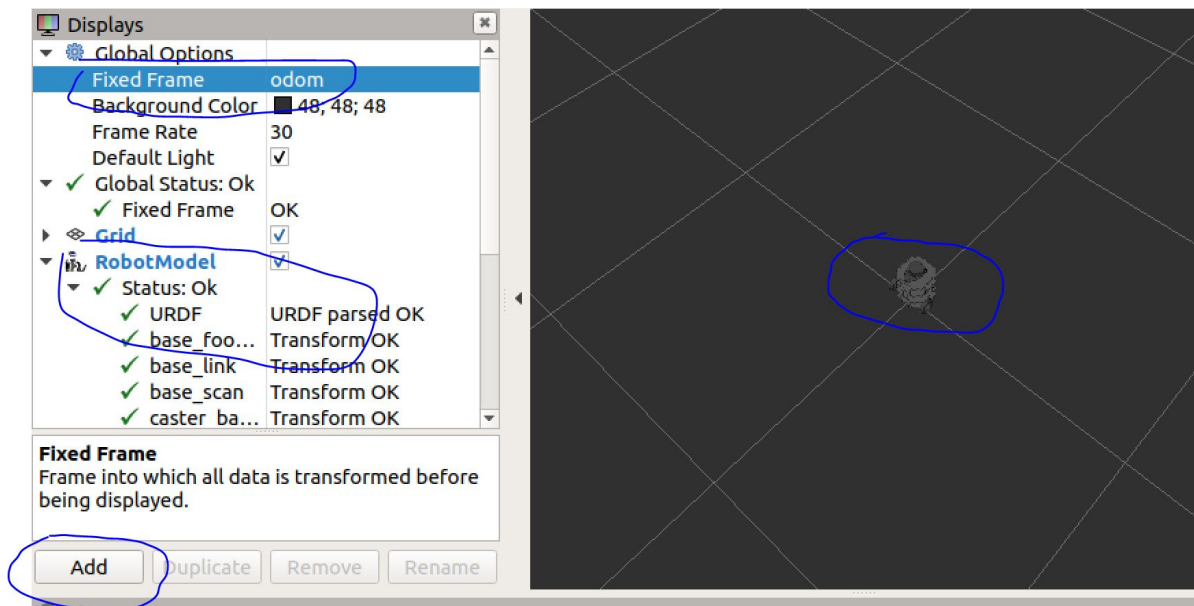 Displays
Global Options
Fixed Frame odom
Background Color 48; 48; 48
Frame Rate 30
Default Light
Global Status: Ok
Fixed Frame OK
Grid
RobotModel
Status: Ok
URDF URDF parsed OK
base_foo... Transform OK
base_link Transform OK
base_scan Transform OK
caster_ba... Transform OK
Fixed Frame
Frame into which all data is transformed before
being displayed.
Add Duplicate Remove Rename